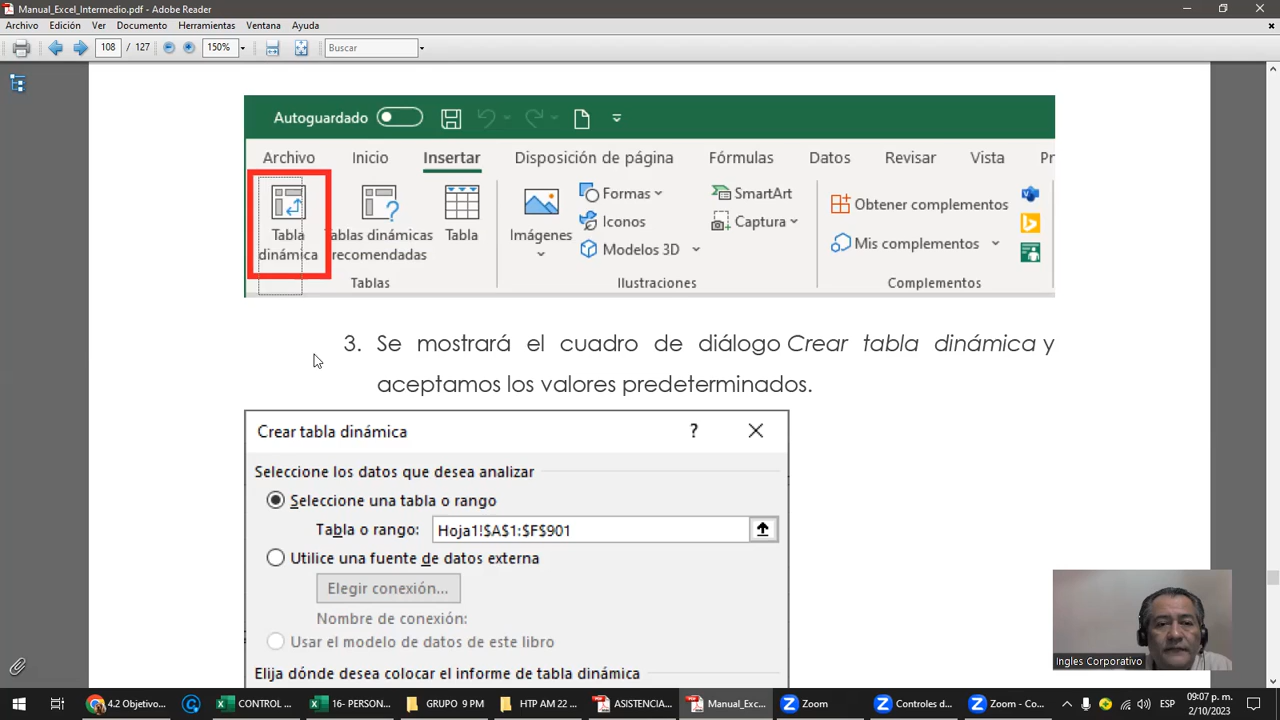 Manual_Excel_Intermedio.pdf - Adobe Reader
Archivo Edición Ver Documento Herramientas Ventana Ayuda
108 / 127 150% Buscar
Autoguardado
Archivo Inicio Insertar Disposición de página Fórmulas Datos Revisar Vista Pr
Tabla dinámica
Tablas dinámicas recomendadas
Tabla
Tablas
Imágenes
Formas
Iconos
Modelos 3D
SmartArt
Captura
Ilustraciones
Obtener complementos
Mis complementos
Complementos
3. Se mostrará el cuadro de diálogo Crear tabla dinámica y
aceptamos los valores predeterminados.
Crear tabla dinámica ?
Seleccione los datos que desea analizar
Seleccione una tabla o rango
Tabla o rango: Hoja1!$A$1:$F$901
Utilice una fuente de datos externa
Elegir conexión...
Nombre de conexión:
Usar el modelo de datos de este libro
Elija dónde desea colocar el informe de tabla dinámica
Ingles Corporativo
4.2 Objetivo... CONTROL ... 16- PERSON... GRUPO 9 PM HTP AM 22 ... ASISTENCIA... Manual_Exc... Zoom Controles d... Zoom - Co... ESP 09:07 p. m.
2/10/2023